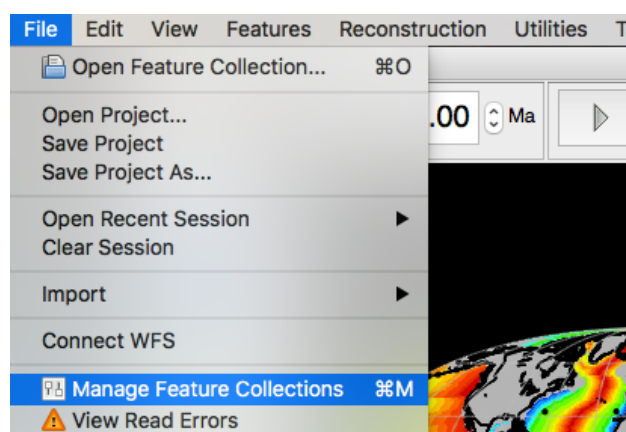 File Edit View Features Reconstruction Utilities T
Open Feature Collection... ⌘O
.00 Ma
Open Project...
Save Project
Save Project As...
Open Recent Session
Clear Session
Import
Connect WFS
Manage Feature Collections ⌘M
View Read Errors